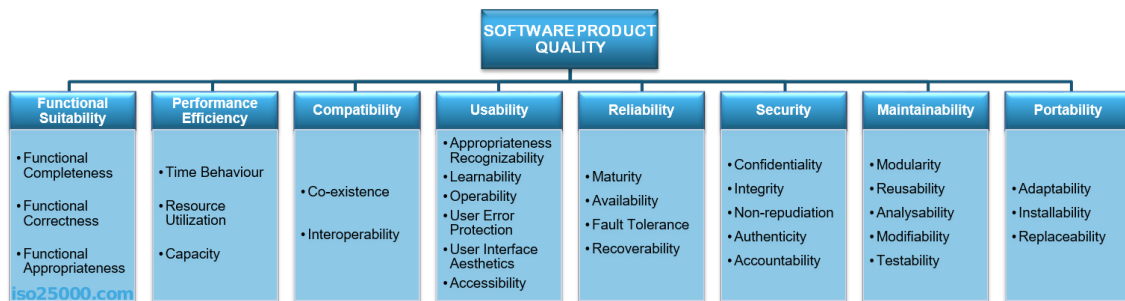 SOFTWARE PRODUCT
QUALITY
Functional
Suitability
• Functional
Completeness
• Functional
Correctness
• Functional
Appropriateness
Performance
Efficiency
• Time Behaviour
• Resource
Utilization
• Capacity
Compatibility
• Co-existence
• Interoperability
Usability
• Appropriateness
Recognizability
• Learnability
• Operability
• User Error
Protection
• User Interface
Aesthetics
• Accessibility
Reliability
• Maturity
• Availability
• Fault Tolerance
• Recoverability
Security
• Confidentiality
• Integrity
• Non-repudiation
• Authenticity
• Accountability
Maintainability
• Modularity
• Reusability
• Analysability
• Modifiability
• Testability
Portability
• Adaptability
• Installability
• Replaceability
iso25000.com